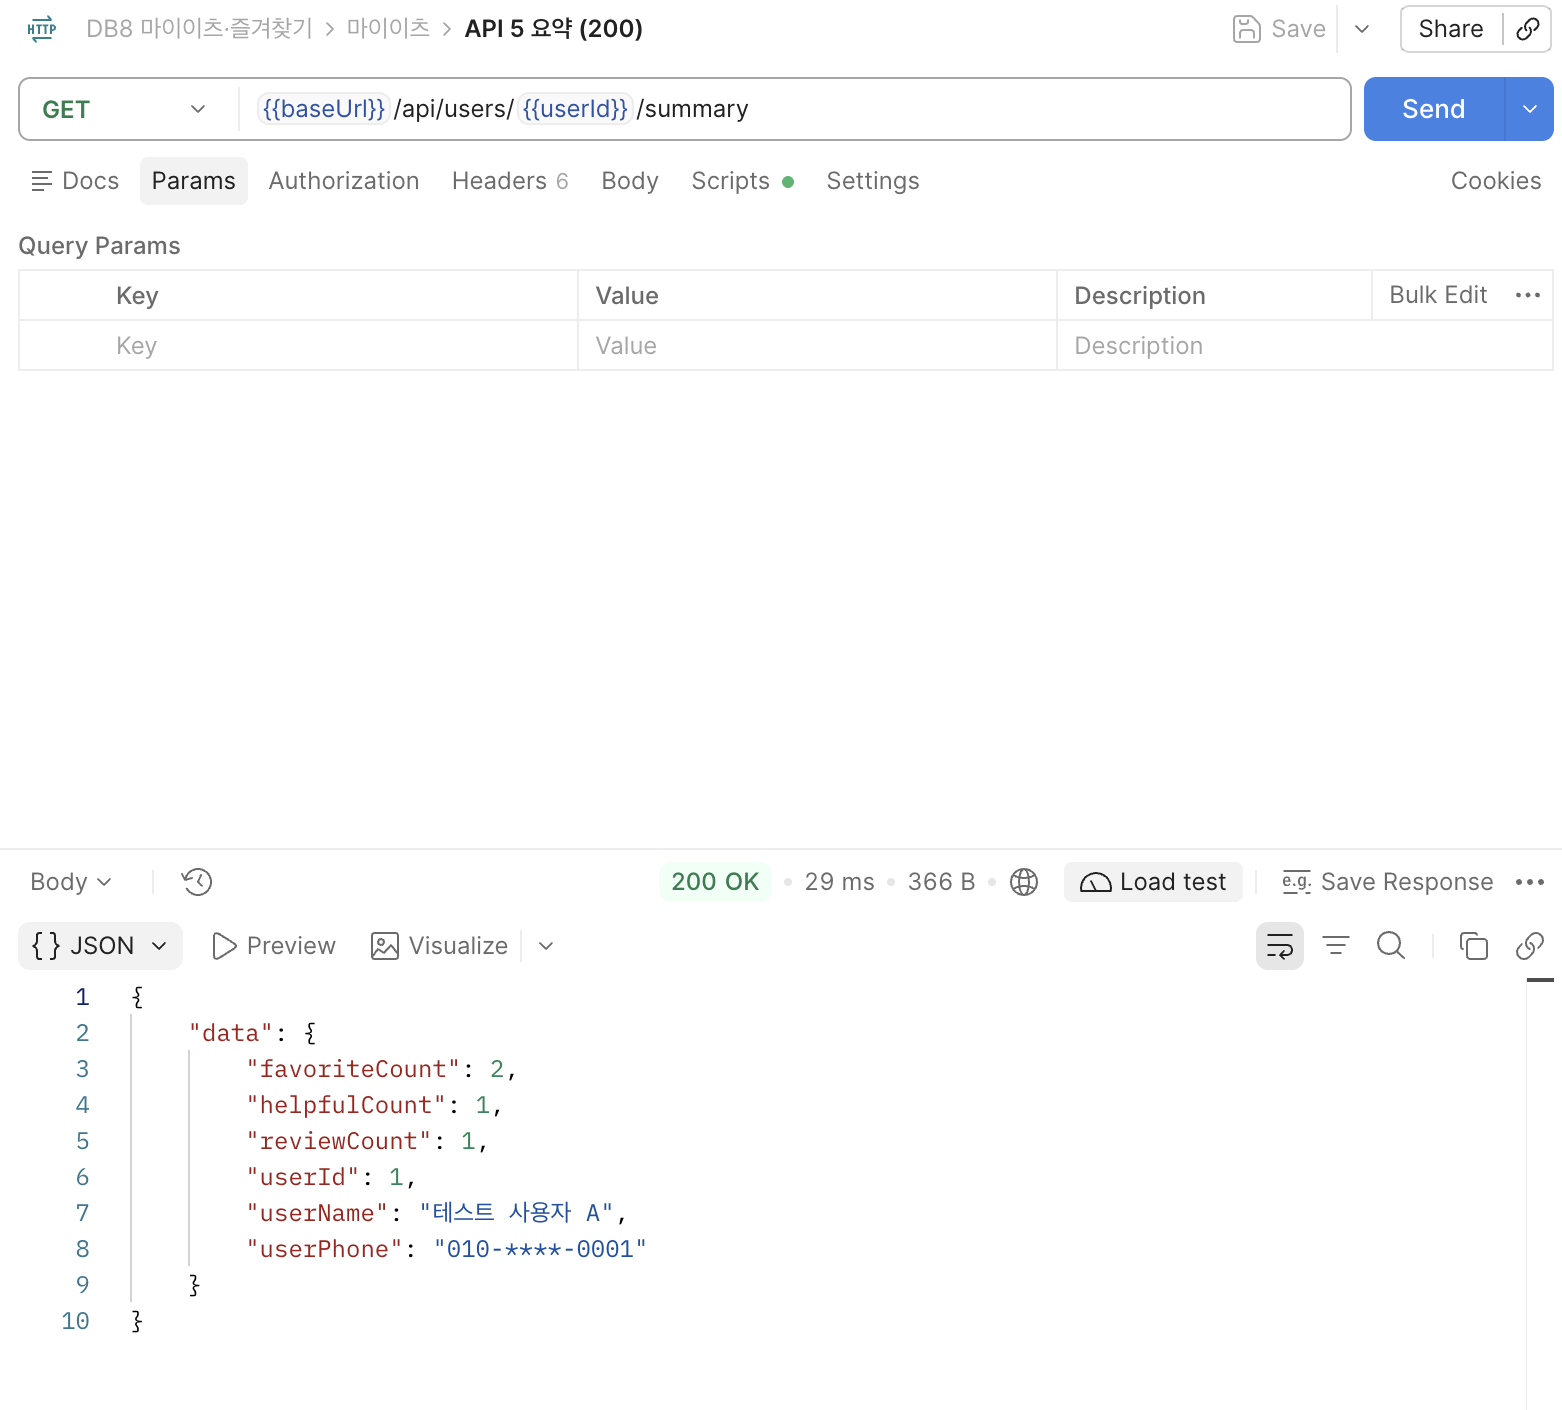 HTTP DB8 마이이츠·즐겨찾기 > 마이이츠 > API 5 요약 (200) Save Share
GET {{baseUrl}}/api/users/{{userId}}/summary Send
Docs Params Authorization Headers 6 Body Scripts Settings Cookies
Query Params
Key Value Description Bulk Edit
Key Value Description
Body 200 OK 29 ms 366 B Load test e.g. Save Response
{} JSON Preview Visualize
1 {
2 "data": {
3 "favoriteCount": 2,
4 "helpfulCount": 1,
5 "reviewCount": 1,
6 "userId": 1,
7 "userName": "테스트 사용자 A",
8 "userPhone": "010-****-0001"
9 }
10 }